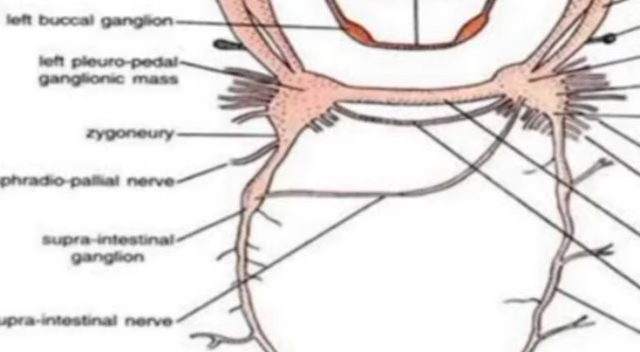 left buccal ganglion
left pleuro-pedal
ganglionic mass
zygoneury
phradio-pallial nerve
supra-intestinal
ganglion
upra-intestinal nerve